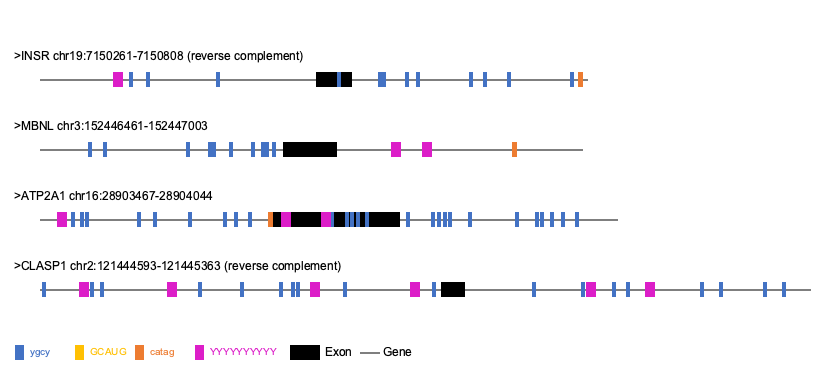 >INSR chr19:7150261-7150808 (reverse complement)
>MBNL chr3:152446461-152447003
>ATP2A1 chr16:28903467-28904044
>CLASP1 chr2:121444593-121445363 (reverse complement)
ygcy GCAUG catag YYYYYYYYYY Exon Gene